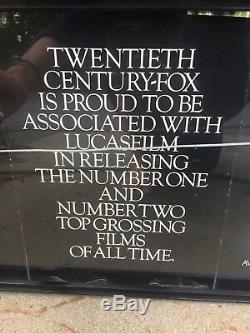 TWENTIETH
CENTURY-FOX
IS PROUD TO BE
ASSOCIATED WITH
LUCASFILM
IN RELEASING
THE NUMBER ONE
AND
NUMBER TWO
TOP GROSSING
FILMS
OF ALL TIME.